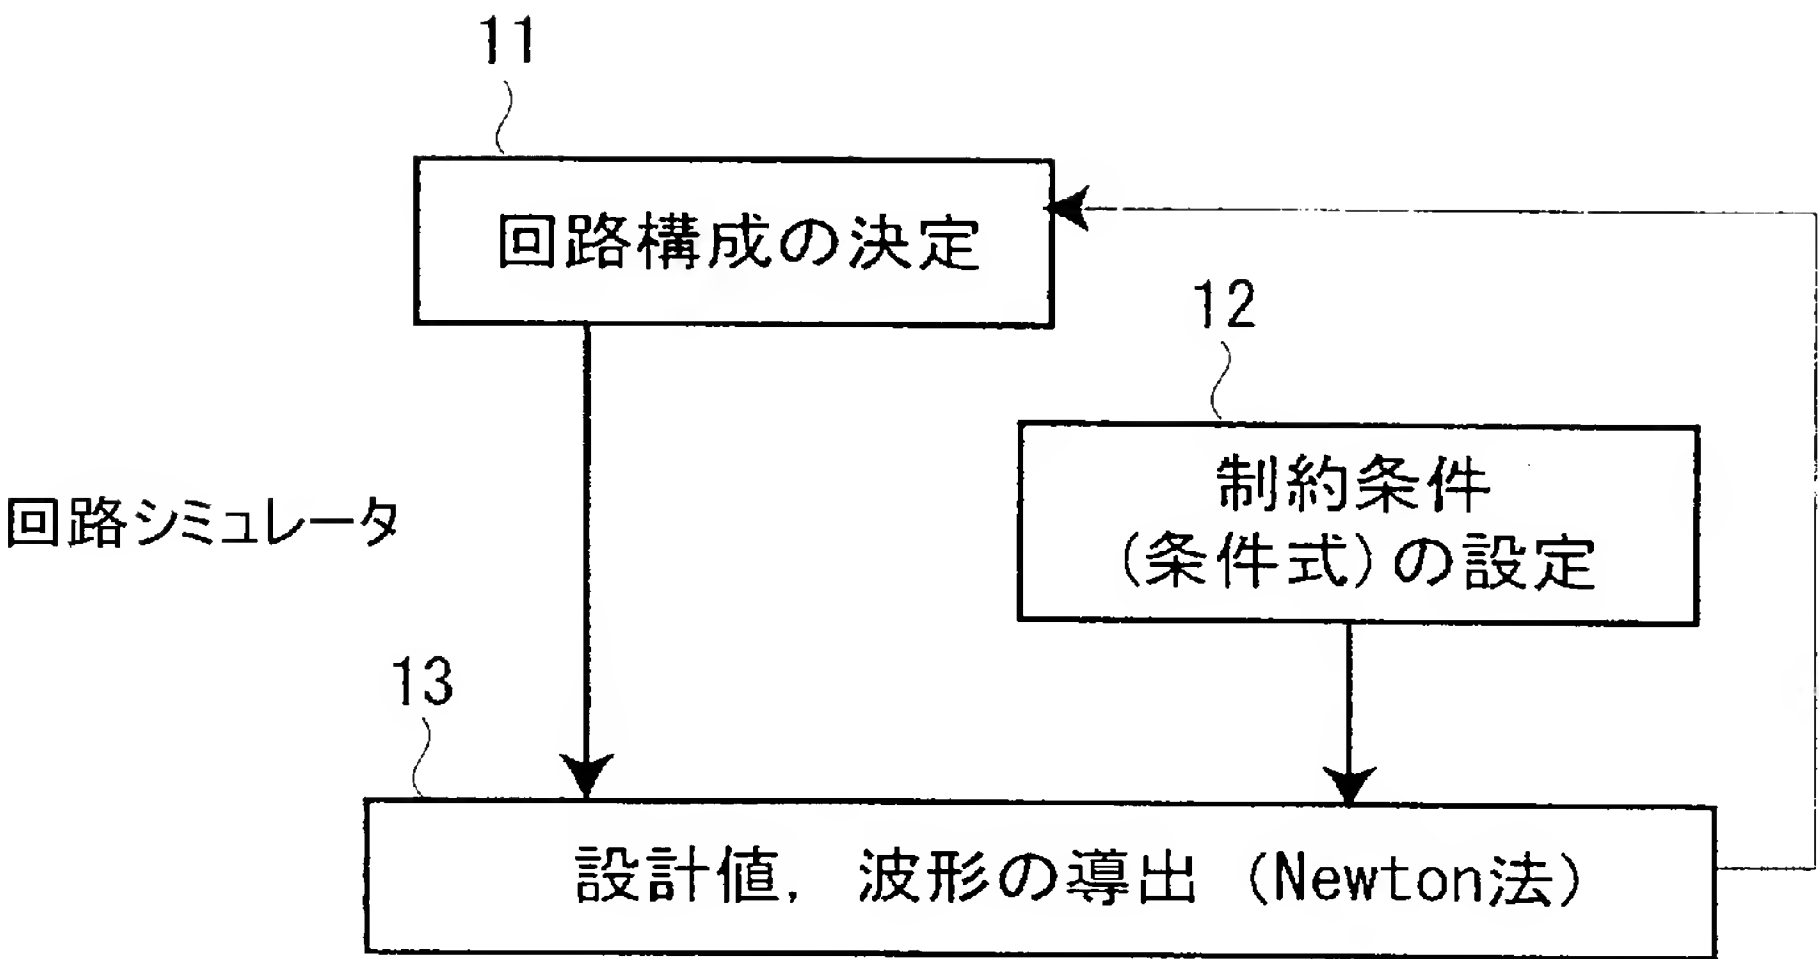 11
回路構成の決定
12
制約条件
(条件式)の設定
回路シミュレータ
13
設計値, 波形の導出 (Newton法)